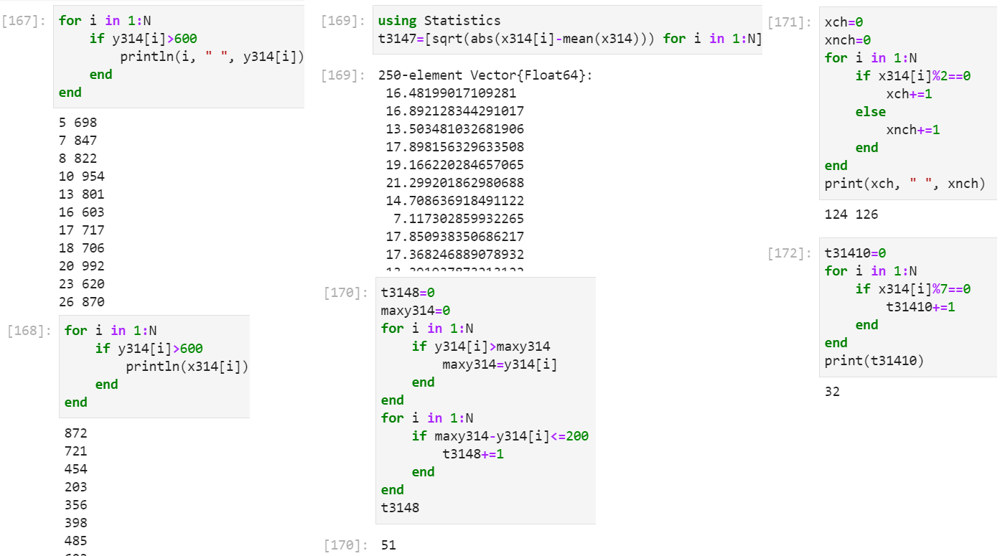 [167]: for i in 1:N
    if y314[i]>600
        println(i, " ", y314[i])
    end
end
5 698
7 847
8 822
10 954
13 801
16 603
17 717
18 706
20 992
23 620
26 870
[168]: for i in 1:N
    if y314[i]>600
        println(x314[i])
    end
end
872
721
454
203
356
398
485
[169]: using Statistics
t3147=[sqrt(abs(x314[i]-mean(x314))) for i in 1:N]
[169]: 250-element Vector{Float64}:
16.48199017109281
16.892128344291017
13.503481032681906
17.898156329633508
19.166220284657065
21.299201862980688
14.708636918491122
7.117302859932265
17.850938350686217
17.368246889078932
[170]: t3148=0
maxy314=0
for i in 1:N
    if y314[i]>maxy314
        maxy314=y314[i]
    end
end
for i in 1:N
    if maxy314-y314[i]<=200
        t3148+=1
    end
end
t3148
[170]: 51
[171]: xch=0
xnch=0
for i in 1:N
    if x314[i]%2==0
        xch+=1
    else
        xnch+=1
    end
end
print(xch, " ", xnch)
124 126
[172]: t31410=0
for i in 1:N
    if x314[i]%7==0
        t31410+=1
    end
end
print(t31410)
32